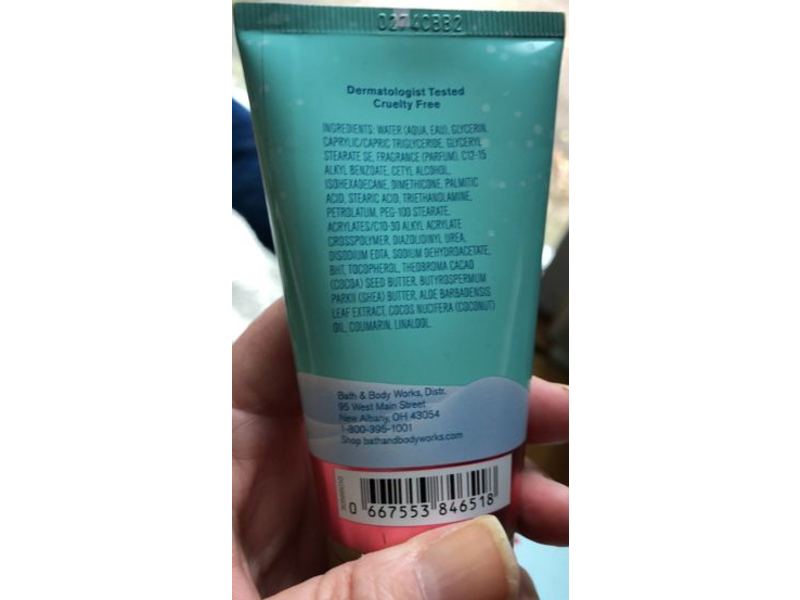 0274CBB2
Dermatologist Tested
Cruelty Free
INGREDIENTS: WATER (AQUA, EAU), GLYCERIN,
CAPRYLIC/CAPRIC TRIGLYCERIDE, GLYCERYL
STEARATE SE, FRAGRANCE (PARFUM), C12-15
ALKYL BENZOATE, CETYL ALCOHOL,
ISOHEXADECANE, DIMETHICONE, PALMITIC
ACID, STEARIC ACID, TRIETHANOLAMINE,
PETROLATUM, PEG-100 STEARATE,
ACRYLATES/C10-30 ALKYL ACRYLATE
CROSSPOLYMER, DIAZOLIDINYL UREA,
DISODIUM EDTA, SODIUM DEHYDROACETATE,
BHT, TOCOPHEROL, THEOBROMA CACAO
(COCOA) SEED BUTTER, BUTYROSPERMUM
PARKII (SHEA) BUTTER, ALOE BARBADENSIS
LEAF EXTRACT, COCOS NUCIFERA (COCONUT)
OIL, COUMARIN, LINALOOL.
Bath & Body Works, Distr.
95 West Main Street
New Albany, OH 43054
1-800-395-1001
Shop bathandbodyworks.com
0 667553 846518